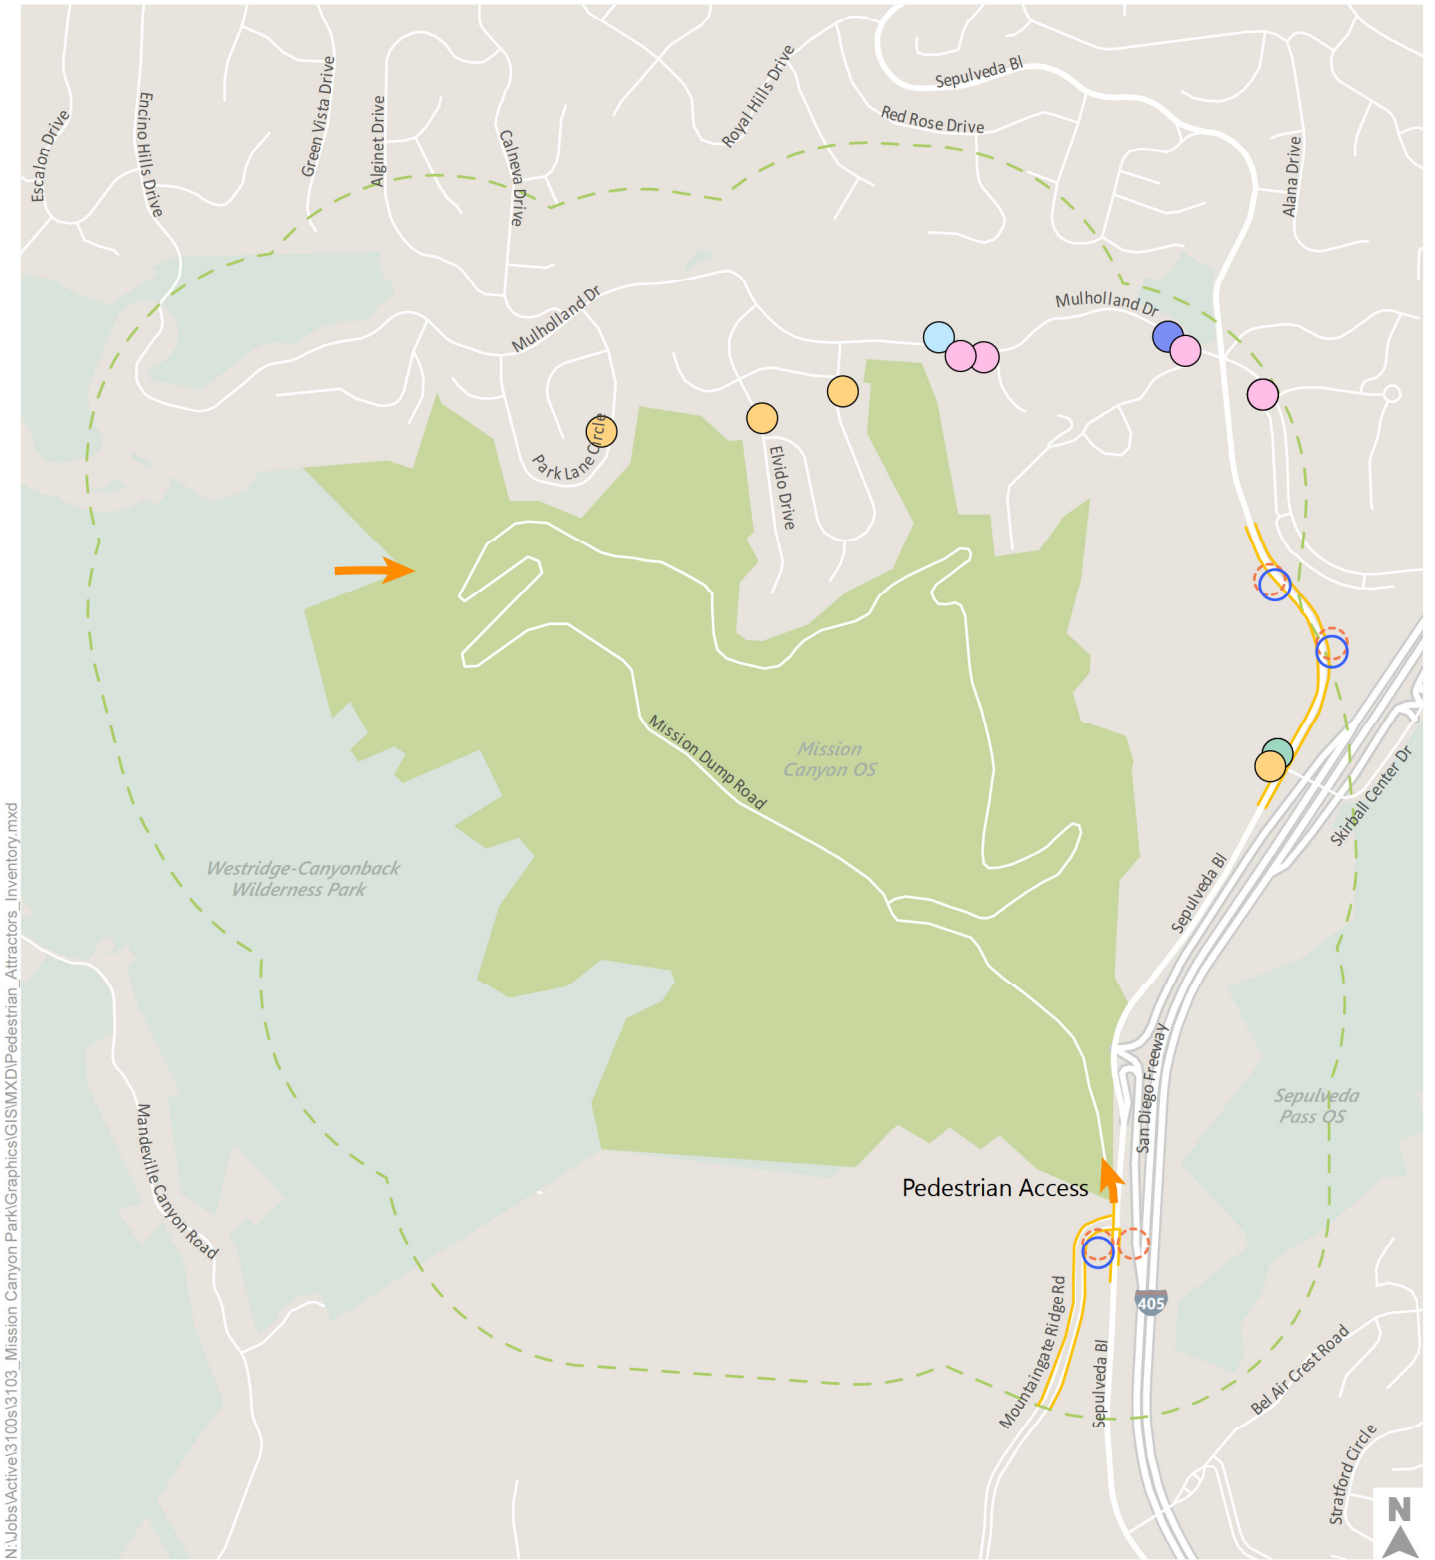 Sepulveda Bl
Royal Hills Drive
Red Rose Drive
Green Vista Drive
Encino Hills Drive
Alginet Drive
Escalon Drive
Calneva Drive
Alana Drive
Mulholland Dr
Mulholland Dr
Park Lane Circle
Elvido Drive
Mission Dump Road
Mission
Canyon OS
Skirball Center Dr
Westridge-Canyonback
Wilderness Park
Sepulveda Bl
San Diego Freeway
Sepulveda
Pass OS
Mandeville Canyon Road
Pedestrian Access
Mountaingate Ridge Rd
405
Sepulveda Bl
Bel Air Crest Road
Stratford Circle
N
N:\Jobs\Active\3100s\3103_Mission Canyon Park\Graphics\GIS\MXD\Pedestrian_Attractors_Inventory.mxd